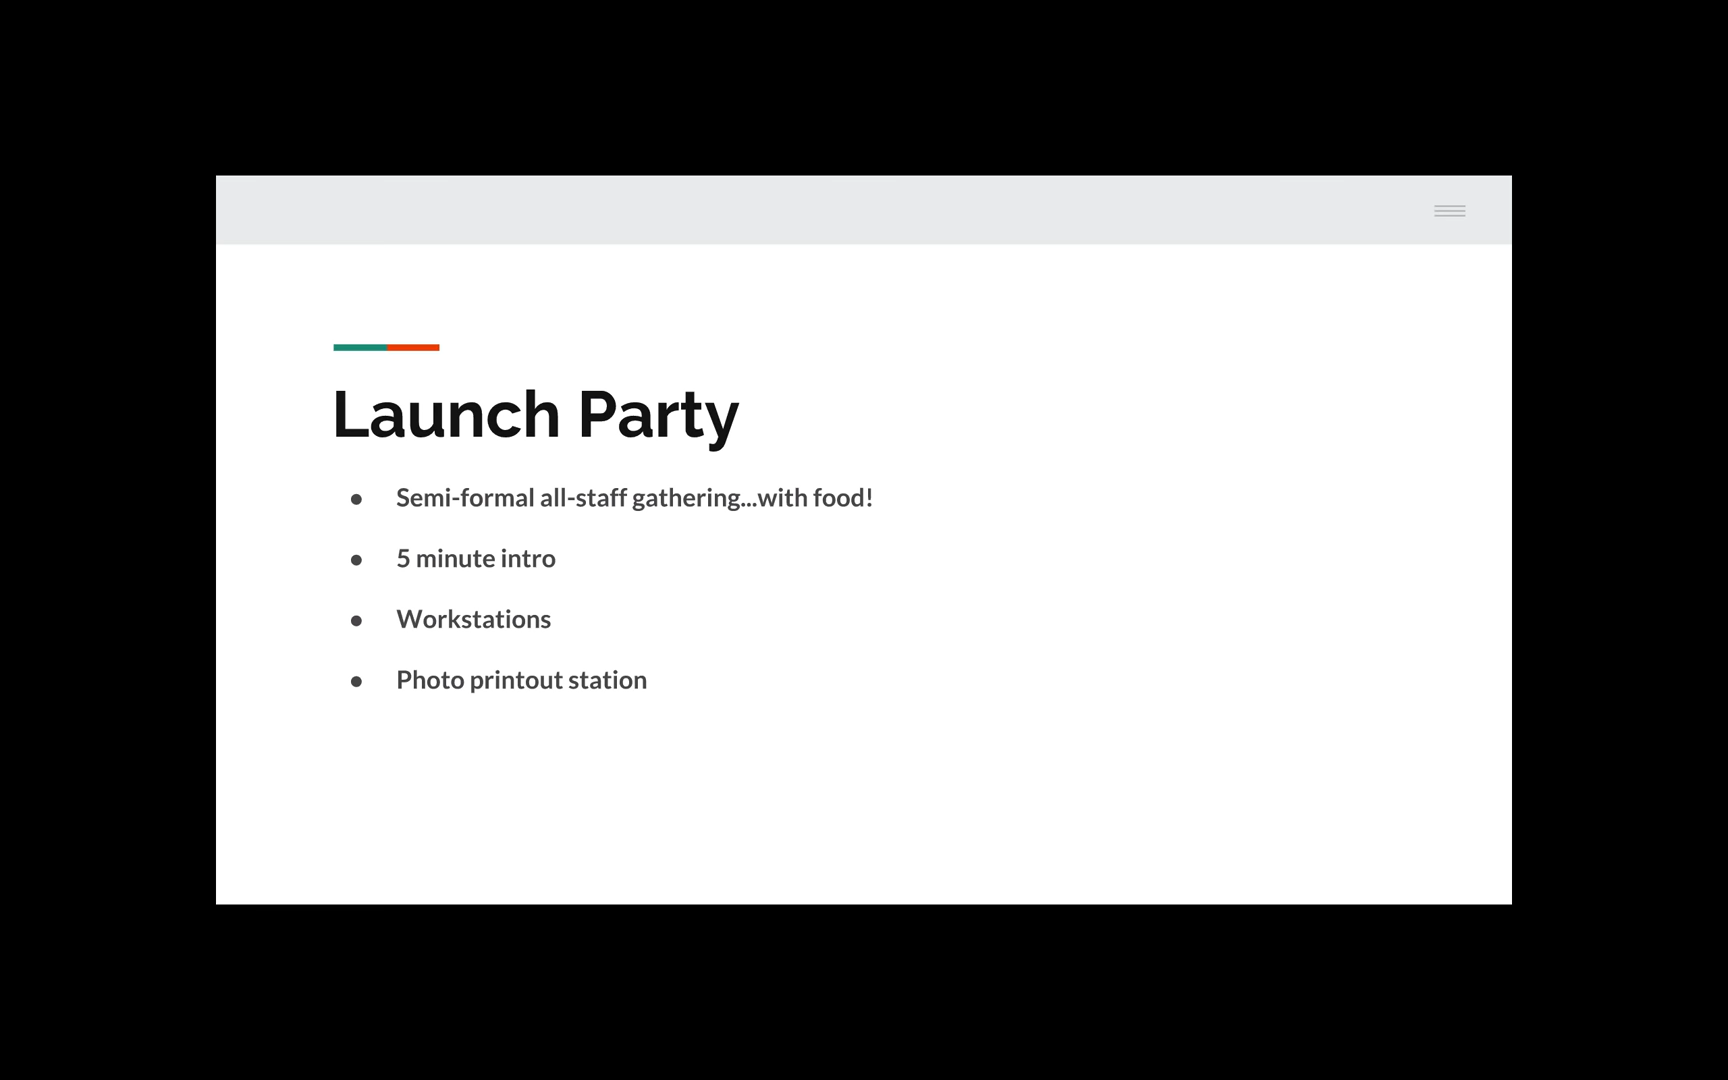 Launch Party
● Semi-formal all-staff gathering...with food!
● 5 minute intro
● Workstations
● Photo printout station